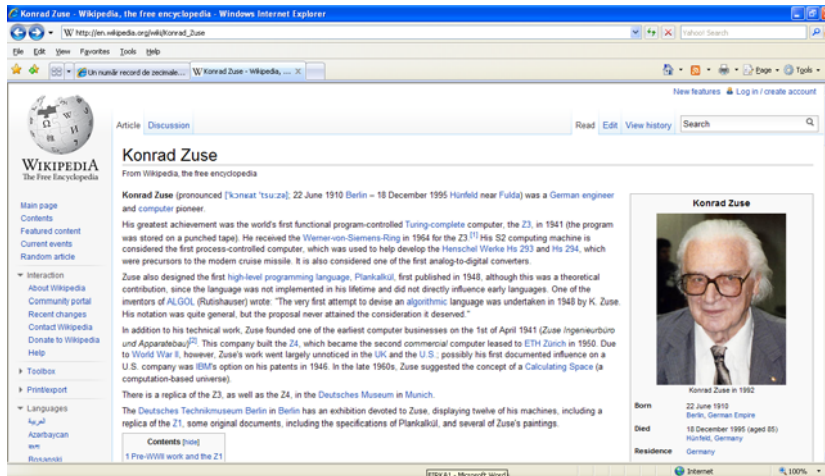 Konrad Zuse - Wikipedia, the free encyclopedia - Windows Internet Explorer
http://en.wikipedia.org/wiki/Konrad_Zuse
Yahoo! Search
File Edit View Favorites Tools Help
Un număr record de zecimale...
Konrad Zuse - Wikipedia, ...
Page Tools
New features Log in / create account
Article Discussion
Read Edit View history Search
WIKIPEDIA
The Free Encyclopedia
Main page
Contents
Featured content
Current events
Random article
Interaction
About Wikipedia
Community portal
Recent changes
Contact Wikipedia
Donate to Wikipedia
Help
Toolbox
Print/export
Languages
العربية
Azərbaycan
বাংলা
Bosanski
Konrad Zuse
From Wikipedia, the free encyclopedia
Konrad Zuse (pronounced [ˈkɔnʁat ˈtsuːzə]; 22 June 1910 Berlin – 18 December 1995 Hünfeld near Fulda) was a German engineer
and computer pioneer.
His greatest achievement was the world's first functional program-controlled Turing-complete computer, the Z3, in 1941 (the program
was stored on a punched tape). He received the Werner-von-Siemens-Ring in 1964 for the Z3.[1] His S2 computing machine is
considered the first process-controlled computer, which was used to help develop the Henschel Werke Hs 293 and Hs 294, which
were precursors to the modern cruise missile. It is also considered one of the first analog-to-digital converters.
Zuse also designed the first high-level programming language, Plankalkül, first published in 1948, although this was a theoretical
contribution, since the language was not implemented in his lifetime and did not directly influence early languages. One of the
inventors of ALGOL (Rutishauser) wrote: "The very first attempt to devise an algorithmic language was undertaken in 1948 by K. Zuse.
His notation was quite general, but the proposal never attained the consideration it deserved."
In addition to his technical work, Zuse founded one of the earliest computer businesses on the 1st of April 1941 (Zuse Ingenieurbüro
und Apparatebau)[2]. This company built the Z4, which became the second commercial computer leased to ETH Zürich in 1950. Due
to World War II, however, Zuse's work went largely unnoticed in the UK and the U.S.; possibly his first documented influence on a
U.S. company was IBM's option on his patents in 1946. In the late 1960s, Zuse suggested the concept of a Calculating Space (a
computation-based universe).
There is a replica of the Z3, as well as the Z4, in the Deutsches Museum in Munich.
The Deutsches Technikmuseum Berlin in Berlin has an exhibition devoted to Zuse, displaying twelve of his machines, including a
replica of the Z1, some original documents, including the specifications of Plankalkül, and several of Zuse's paintings.
Contents [hide]
1 Pre-WWII work and the Z1
Konrad Zuse
Konrad Zuse in 1992
Born 22 June 1910
Berlin, German Empire
Died 18 December 1995 (aged 85)
Hünfeld, Germany
Residence Germany
Microsoft Word
Internet 100%